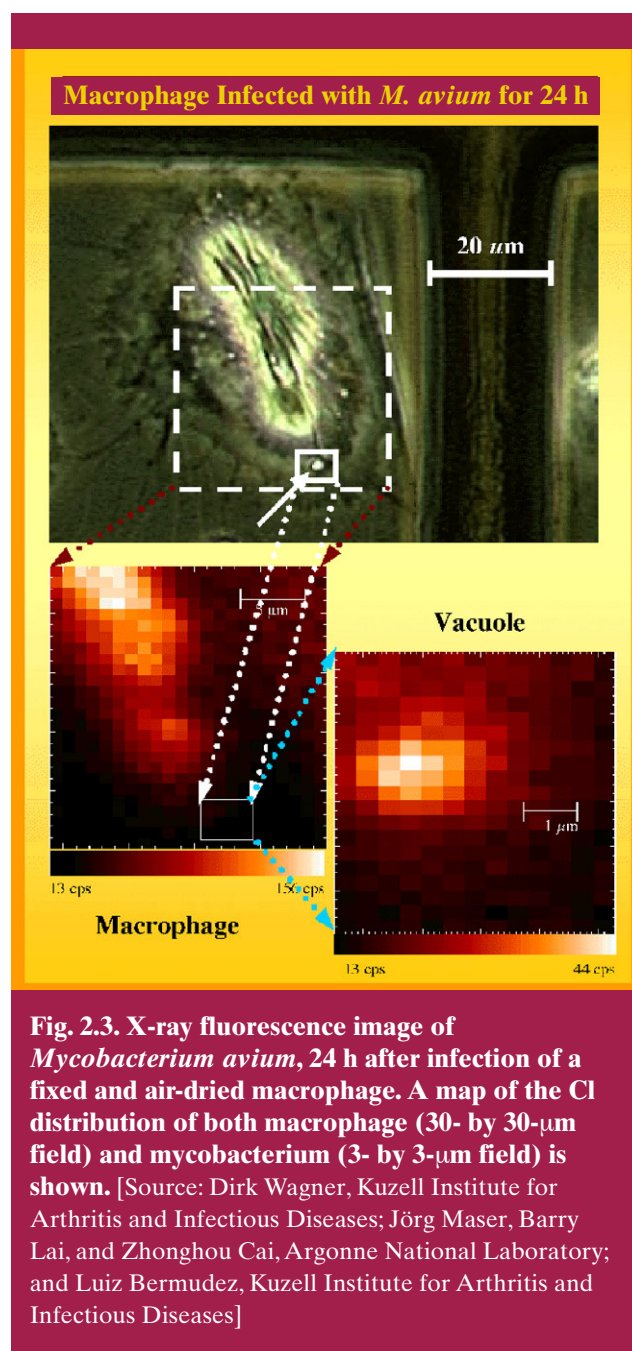 Macrophage Infected with M. avium for 24 h
20 μm
5 μm
Vacuole
1 μm
13 cps 156 cps
Macrophage
13 cps 44 cps
Fig. 2.3. X-ray fluorescence image of
Mycobacterium avium, 24 h after infection of a
fixed and air-dried macrophage. A map of the Cl
distribution of both macrophage (30- by 30-μm
field) and mycobacterium (3- by 3-μm field) is
shown. [Source: Dirk Wagner, Kuzell Institute for
Arthritis and Infectious Diseases; Jörg Maser, Barry
Lai, and Zhonghou Cai, Argonne National Laboratory;
and Luiz Bermudez, Kuzell Institute for Arthritis and
Infectious Diseases]